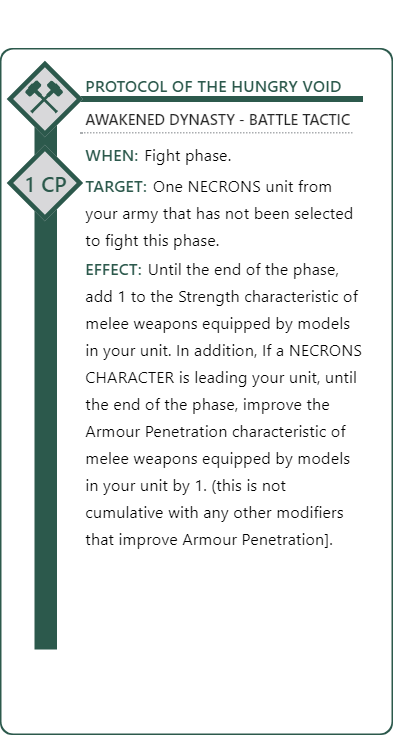 PROTOCOL OF THE HUNGRY VOID
AWAKENED DYNASTY - BATTLE TACTIC
WHEN: Fight phase.
1 CP
TARGET: One NECRONS unit from
your army that has not been selected
to fight this phase.
EFFECT: Until the end of the phase,
add 1 to the Strength characteristic of
melee weapons equipped by models
in your unit. In addition, If a NECRONS
CHARACTER is leading your unit, until
the end of the phase, improve the
Armour Penetration characteristic of
melee weapons equipped by models
in your unit by 1. (this is not
cumulative with any other modifiers
that improve Armour Penetration].